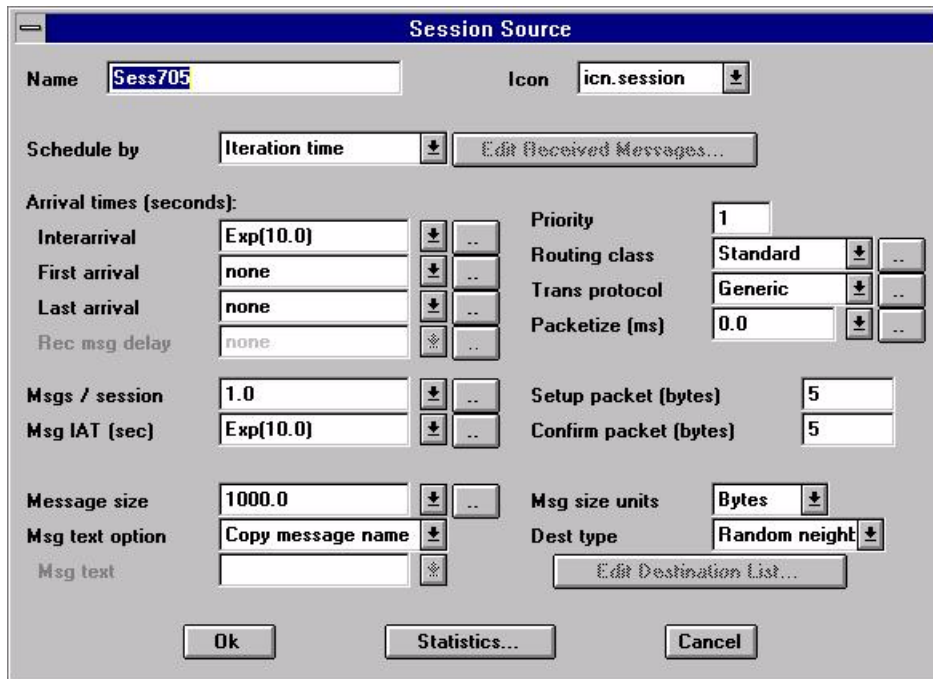 Session Source
Name Sess705 Icon icn.session
Schedule by Iteration time Edit Received Messages...
Arrival times (seconds):
Interarrival Exp(10.0) ..
First arrival none ..
Last arrival none ..
Rec msg delay none ..
Priority 1
Routing class Standard ..
Trans protocol Generic ..
Packetize (ms) 0.0 ..
Msgs / session 1.0 ..
Msg IAT (sec) Exp(10.0) ..
Setup packet (bytes) 5
Confirm packet (bytes) 5
Message size 1000.0 ..
Msg text option Copy message name
Msg text
Msg size units Bytes
Dest type Random neight
Edit Destination List...
Ok Statistics... Cancel